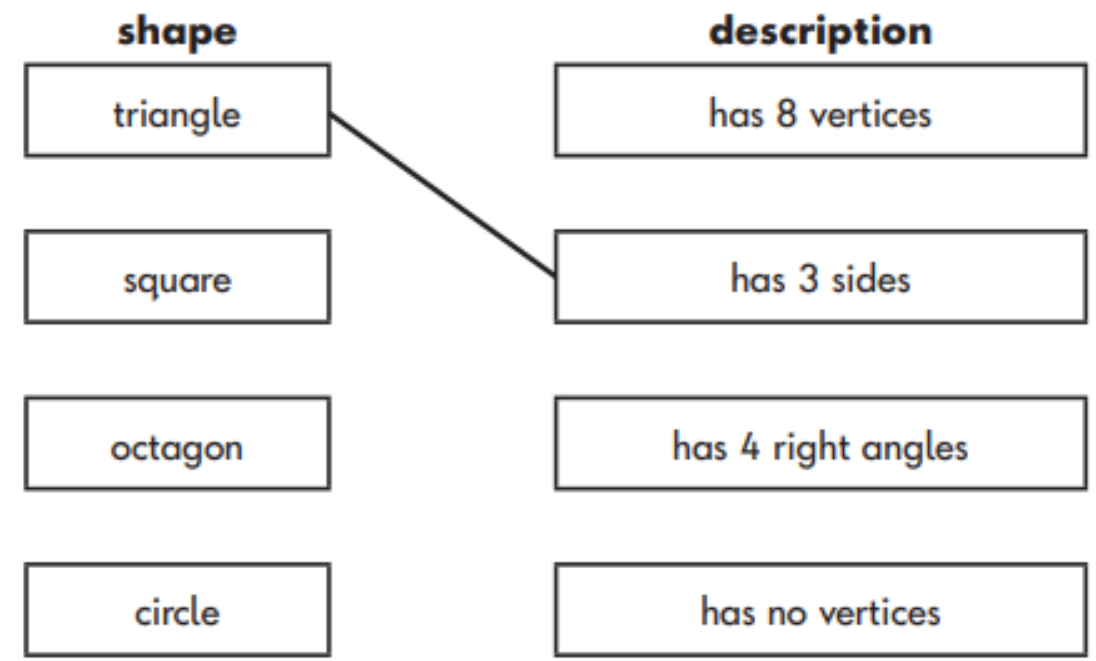 shape description
triangle has 8 vertices
square has 3 sides
octagon has 4 right angles
circle has no vertices